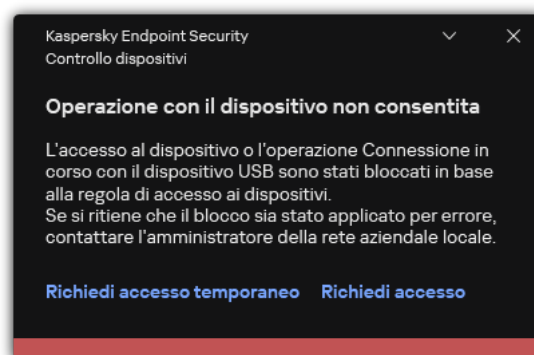 Kaspersky Endpoint Security
Controllo dispositivi
Operazione con il dispositivo non consentita
L'accesso al dispositivo o l'operazione Connessione in
corso con il dispositivo USB sono stati bloccati in base
alla regola di accesso ai dispositivi.
Se si ritiene che il blocco sia stato applicato per errore,
contattare l'amministratore della rete aziendale locale.
Richiedi accesso temporaneo Richiedi accesso